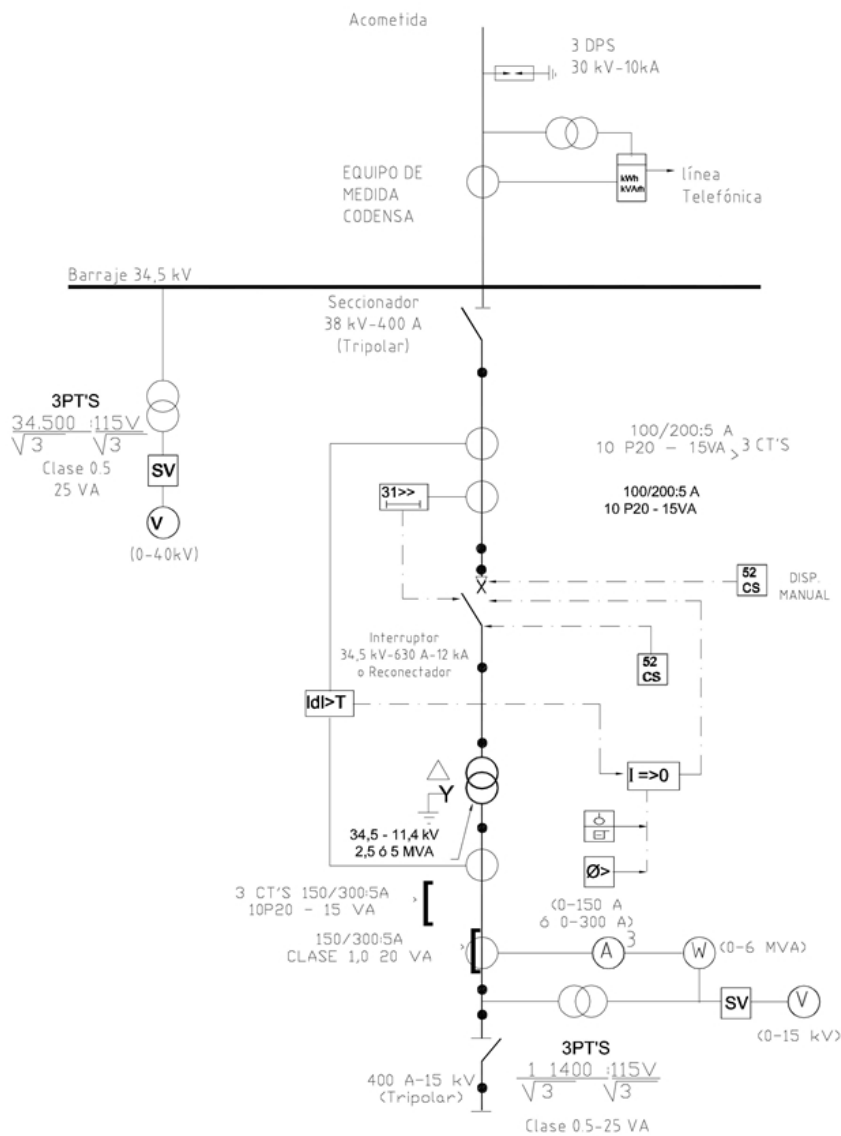 Acometida
3 DPS
30 kV-10kA
EQUIPO DE
MEDIDA
CODENSA
kWh
kVArh
línea
Telefónica
Barraje 34,5 kV
Seccionador
38 kV-400 A
(Tripolar)
3PT'S
34.500 :115V
√3 √3
Clase 0.5
25 VA
SV
V
(0-40kV)
100/200:5 A
10 P20 - 15VA > 3 CT'S
31>>
100/200:5 A
10 P20 - 15VA
X
52
CS
DISP.
MANUAL
Interruptor
34,5 kV-630 A-12 kA
o Reconectador
52
CS
IdI>T
I =>0
Y
34,5 - 11,4 kV
2,5 ó 5 MVA
Ø>
3 CT'S 150/300:5A
10P20 - 15 VA
(0-150 A
ó 0-300 A)
150/300:5A
CLASE 1,0 20 VA
A
3
W
(0-6 MVA)
SV
V
(0-15 kV)
3PT'S
1 1400 :115V
√3 √3
400 A-15 kV
(Tripolar)
Clase 0.5-25 VA